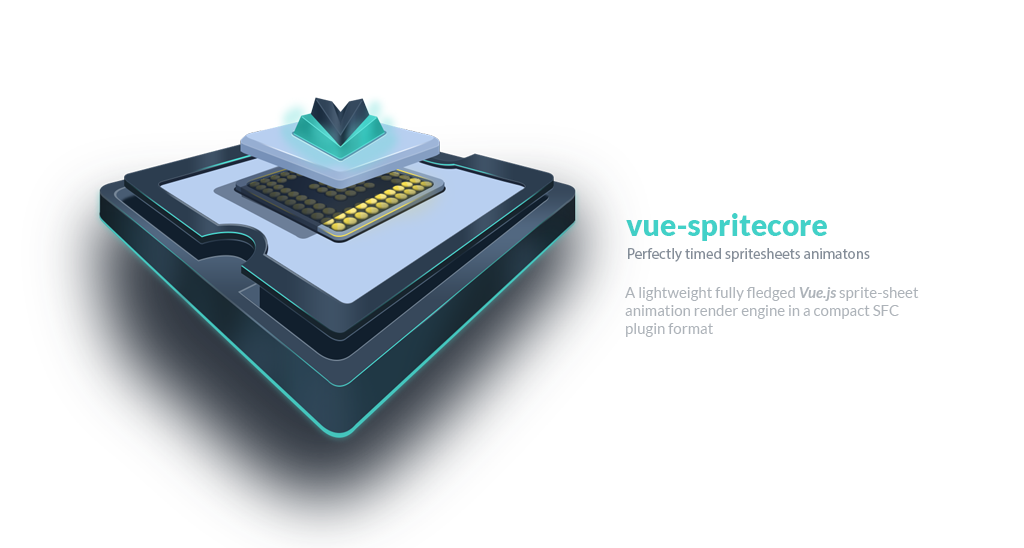 vue-spritecore
Perfectly timed spritesheets animatons
A lightweight fully fledged Vue.js sprite-sheet
animation render engine in a compact SFC
plugin format